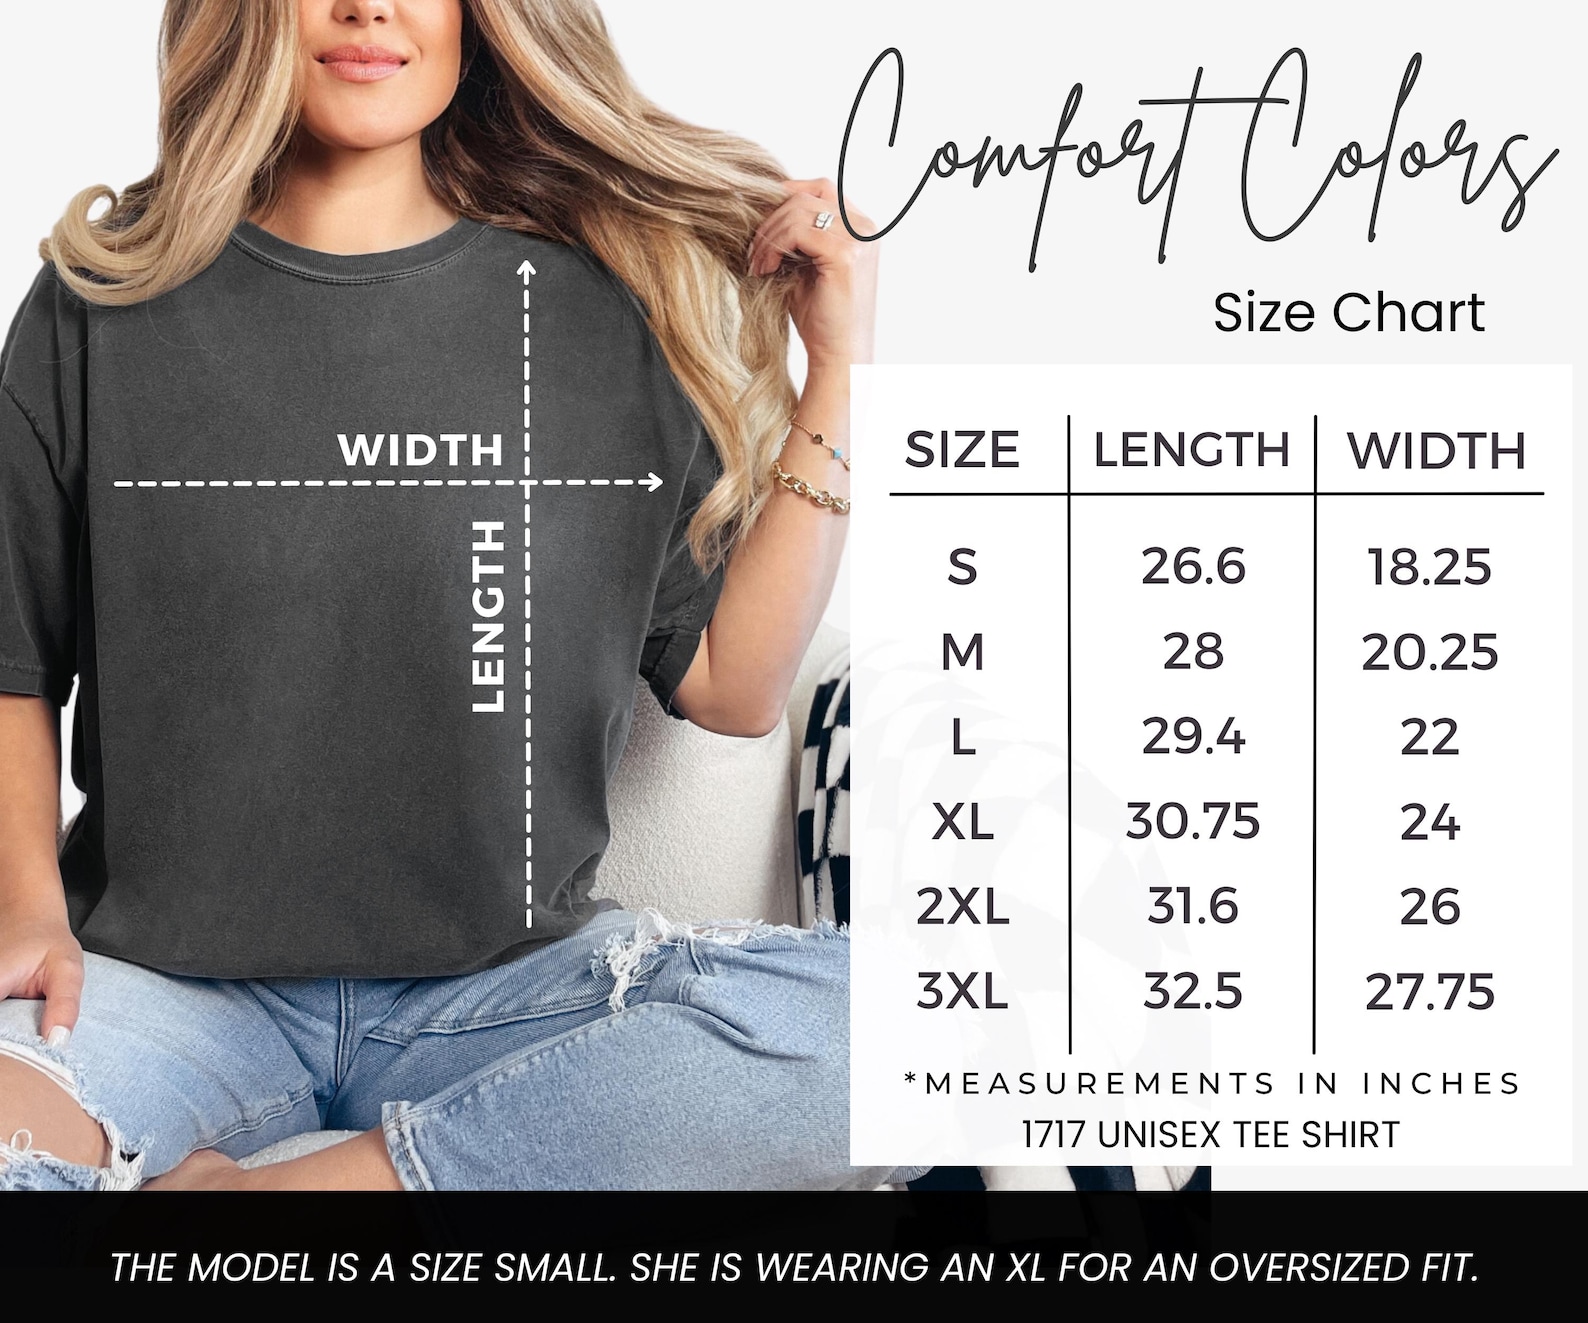 Comfort Colors
Size Chart
WIDTH
LENGTH
SIZE LENGTH WIDTH
S 26.6 18.25
M 28 20.25
L 29.4 22
XL 30.75 24
2XL 31.6 26
3XL 32.5 27.75
*MEASUREMENTS IN INCHES
1717 UNISEX TEE SHIRT
THE MODEL IS A SIZE SMALL. SHE IS WEARING AN XL FOR AN OVERSIZED FIT.